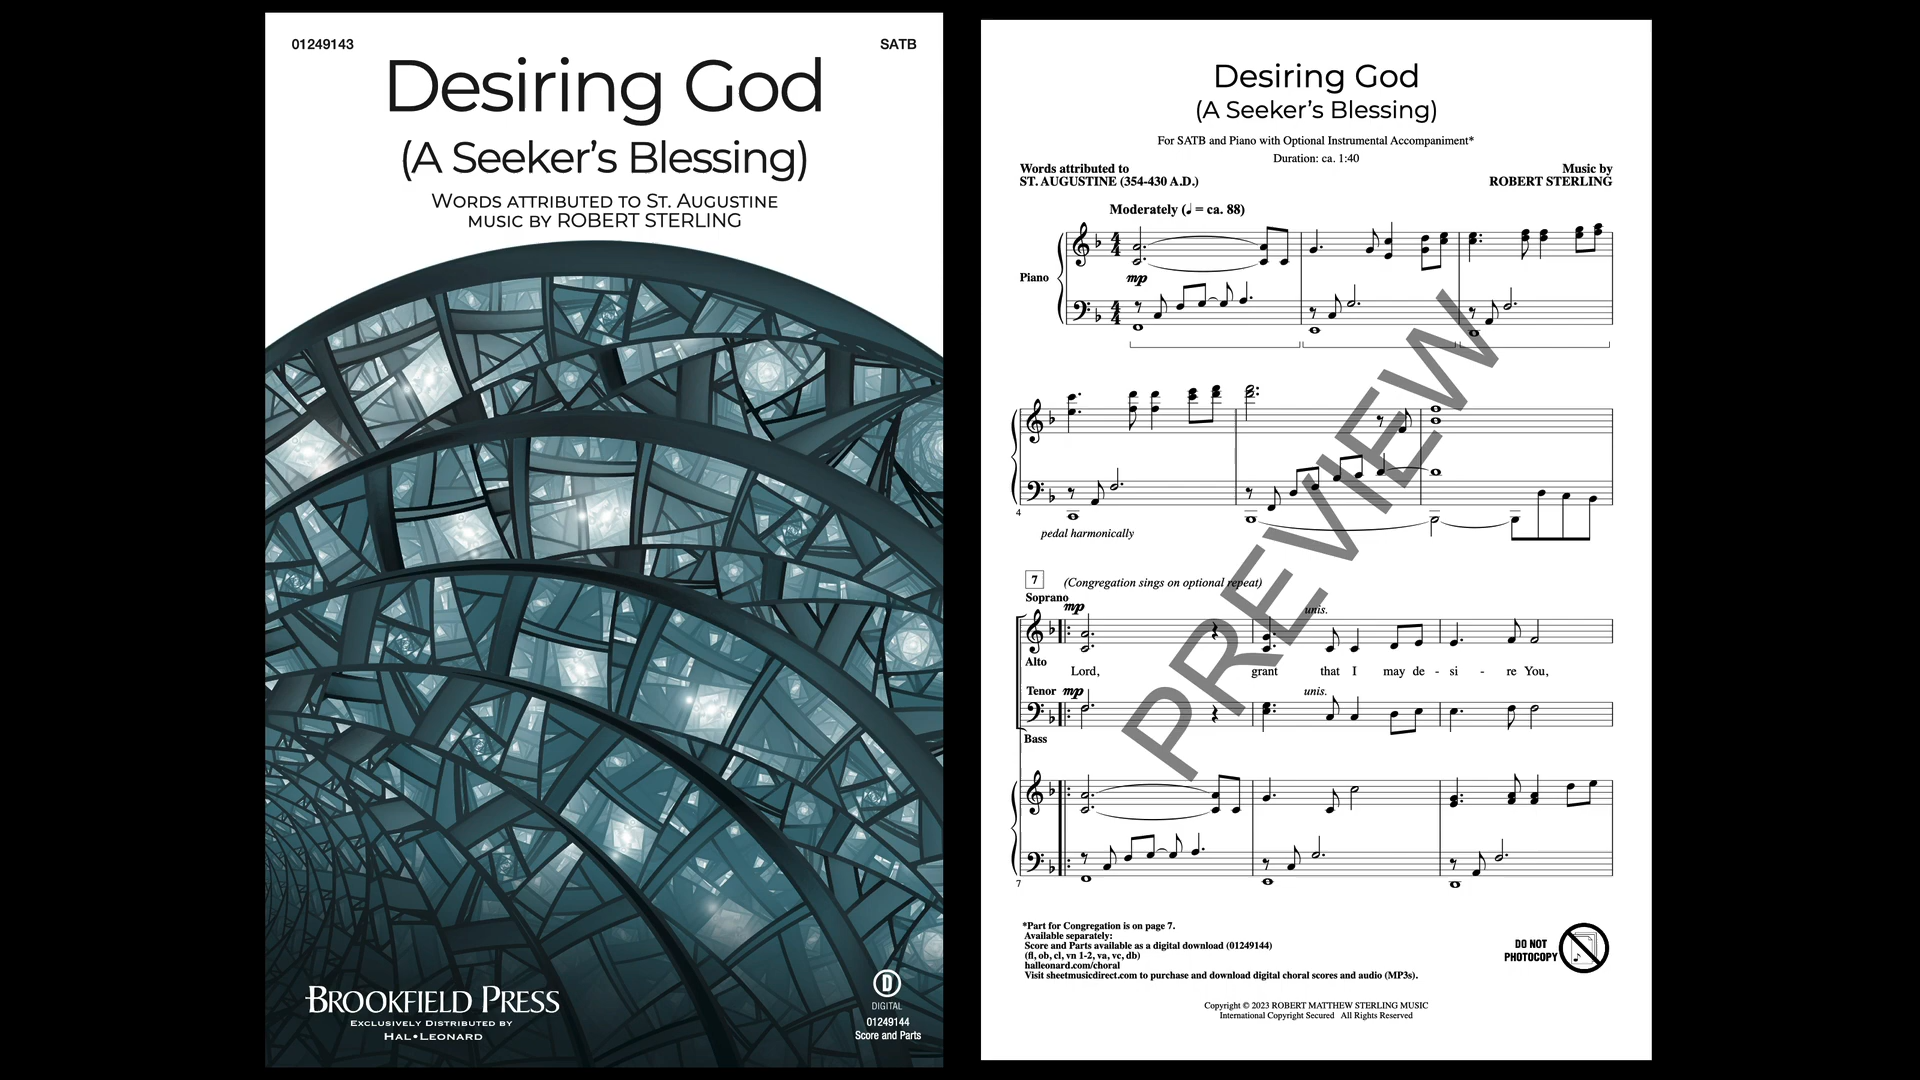 01249143
SATB
Desiring God
(A Seeker's Blessing)
WORDS ATTRIBUTED TO ST. AUGUSTINE
MUSIC BY ROBERT STERLING
BROOKFIELD PRESS
EXCLUSIVELY DISTRIBUTED BY
HAL•LEONARD
D
DIGITAL
01249144
Score and Parts
Desiring God
(A Seeker's Blessing)
For SATB and Piano with Optional Instrumental Accompaniment*
Duration: ca. 1:40
Words attributed to
ST. AUGUSTINE (354-430 A.D.)
Music by
ROBERT STERLING
Moderately (♩ = ca. 88)
Piano
mp
4
pedal harmonically
PREVIEW
7
(Congregation sings on optional repeat)
Soprano
mp
unis.
Alto
Lord, grant that I may de - si - re You,
Tenor
mp
unis.
Bass
7
*Part for Congregation is on page 7.
Available separately:
Score and Parts available as a digital download (01249144)
(fl, ob, cl, vn 1-2, va, vc, db)
halleonard.com/choral
Visit sheetmusicdirect.com to purchase and download digital choral scores and audio (MP3s).
DO NOT
PHOTOCOPY
Copyright © 2023 ROBERT MATTHEW STERLING MUSIC
International Copyright Secured All Rights Reserved